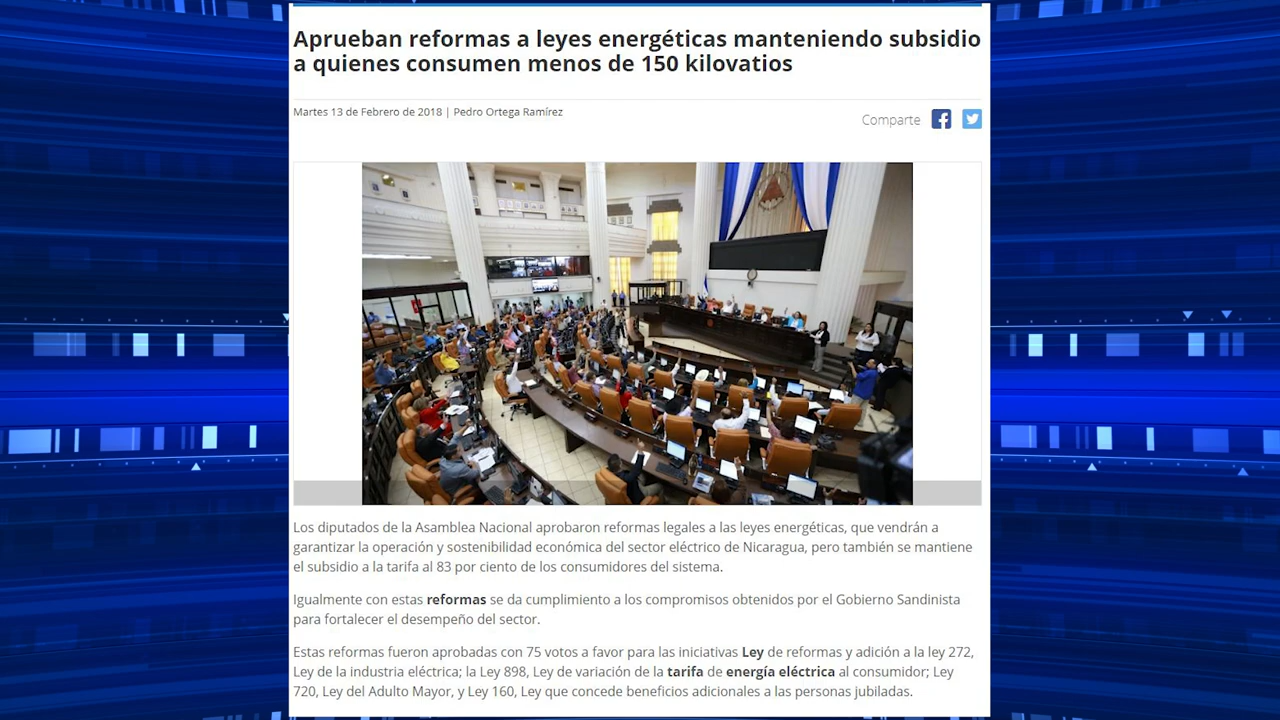 Aprueban reformas a leyes energéticas manteniendo subsidio
a quienes consumen menos de 150 kilovatios
Martes 13 de Febrero de 2018 | Pedro Ortega Ramírez
Comparte
Los diputados de la Asamblea Nacional aprobaron reformas legales a las leyes energéticas, que vendrán a
garantizar la operación y sostenibilidad económica del sector eléctrico de Nicaragua, pero también se mantiene
el subsidio a la tarifa al 83 por ciento de los consumidores del sistema.
Igualmente con estas reformas se da cumplimiento a los compromisos obtenidos por el Gobierno Sandinista
para fortalecer el desempeño del sector.
Estas reformas fueron aprobadas con 75 votos a favor para las iniciativas Ley de reformas y adición a la ley 272,
Ley de la industria eléctrica; la Ley 898, Ley de variación de la tarifa de energía eléctrica al consumidor; Ley
720, Ley del Adulto Mayor, y Ley 160, Ley que concede beneficios adicionales a las personas jubiladas.